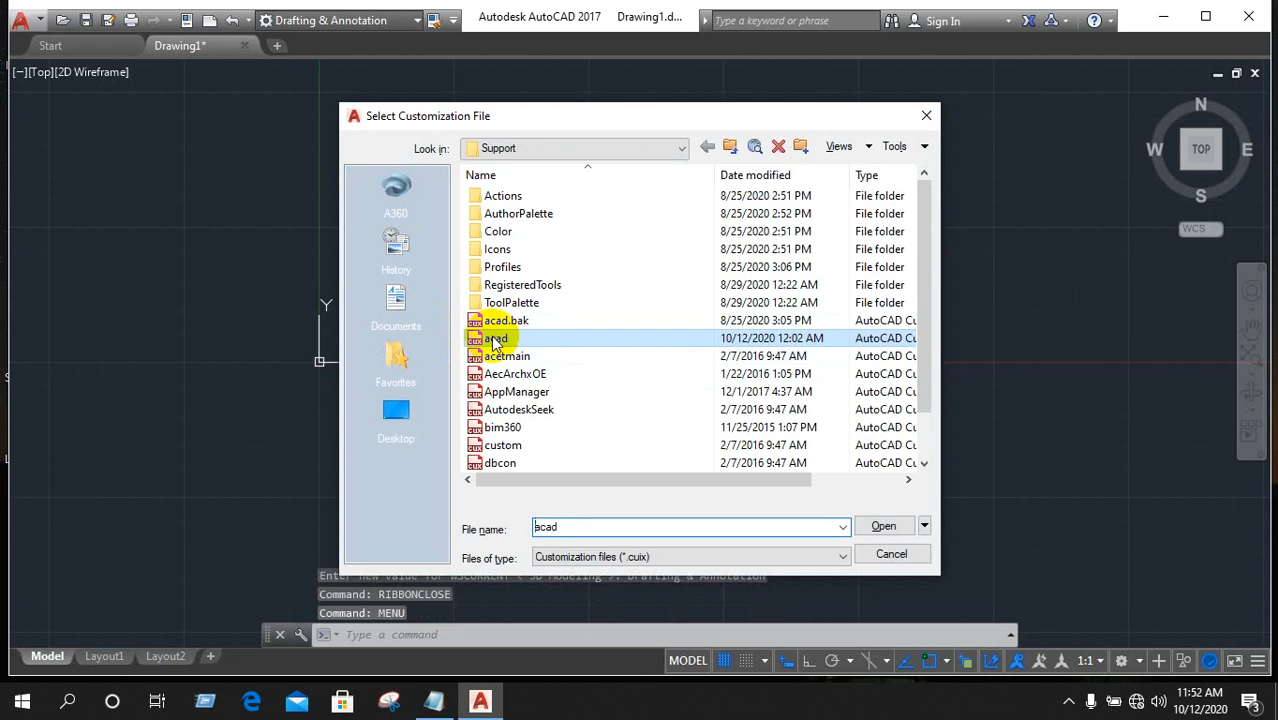 Drafting & Annotation
Autodesk AutoCAD 2017 Drawing1.d...
Type a keyword or phrase
Sign In
Start
Drawing1*
[−][Top][2D Wireframe]
N
W TOP E
S
WCS
Y
Select Customization File
Look in: Support
Views Tools
A360
History
Documents
Favorites
Desktop
Name Date modified Type
Actions 8/25/2020 2:51 PM File folder
AuthorPalette 8/25/2020 2:52 PM File folder
Color 8/25/2020 2:51 PM File folder
Icons 8/25/2020 2:51 PM File folder
Profiles 8/25/2020 3:06 PM File folder
RegisteredTools 8/29/2020 12:22 AM File folder
ToolPalette 8/29/2020 12:22 AM File folder
acad.bak 8/25/2020 3:05 PM AutoCAD Cu
acad 10/12/2020 12:02 AM AutoCAD Cu
acetmain 2/7/2016 9:47 AM AutoCAD Cu
AecArchxOE 1/22/2016 1:05 PM AutoCAD Cu
AppManager 12/1/2017 4:37 AM AutoCAD Cu
AutodeskSeek 2/7/2016 9:47 AM AutoCAD Cu
bim360 11/25/2015 1:07 PM AutoCAD Cu
custom 2/7/2016 9:47 AM AutoCAD Cu
dbcon 2/7/2016 9:47 AM AutoCAD Cu
File name: acad Open
Files of type: Customization files (*.cuix) Cancel
Enter new value for WSCURRENT <"3D Modeling">: Drafting & Annotation
Command: RIBBONCLOSE
Command: MENU
Type a command
Model Layout1 Layout2
MODEL 1:1
11:52 AM
10/12/2020
3